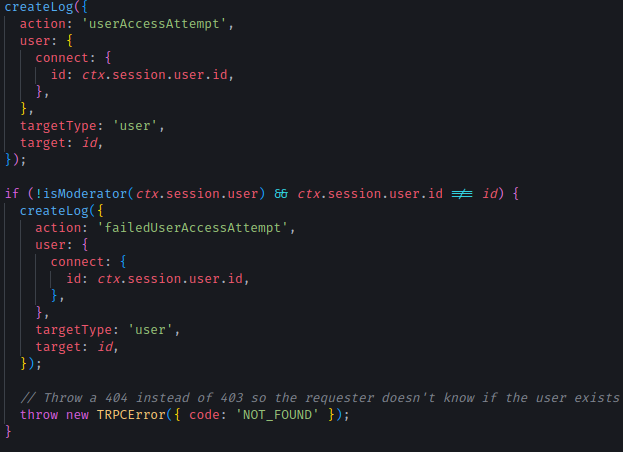 createLog({
  action: 'userAccessAttempt',
  user: {
    connect: {
      id: ctx.session.user.id,
    },
  },
  targetType: 'user',
  target: id,
});

if (!isModerator(ctx.session.user) && ctx.session.user.id !== id) {
  createLog({
    action: 'failedUserAccessAttempt',
    user: {
      connect: {
        id: ctx.session.user.id,
      },
    },
    targetType: 'user',
    target: id,
  });

  // Throw a 404 instead of 403 so the requester doesn't know if the user exists
  throw new TRPCError({ code: 'NOT_FOUND' });
}